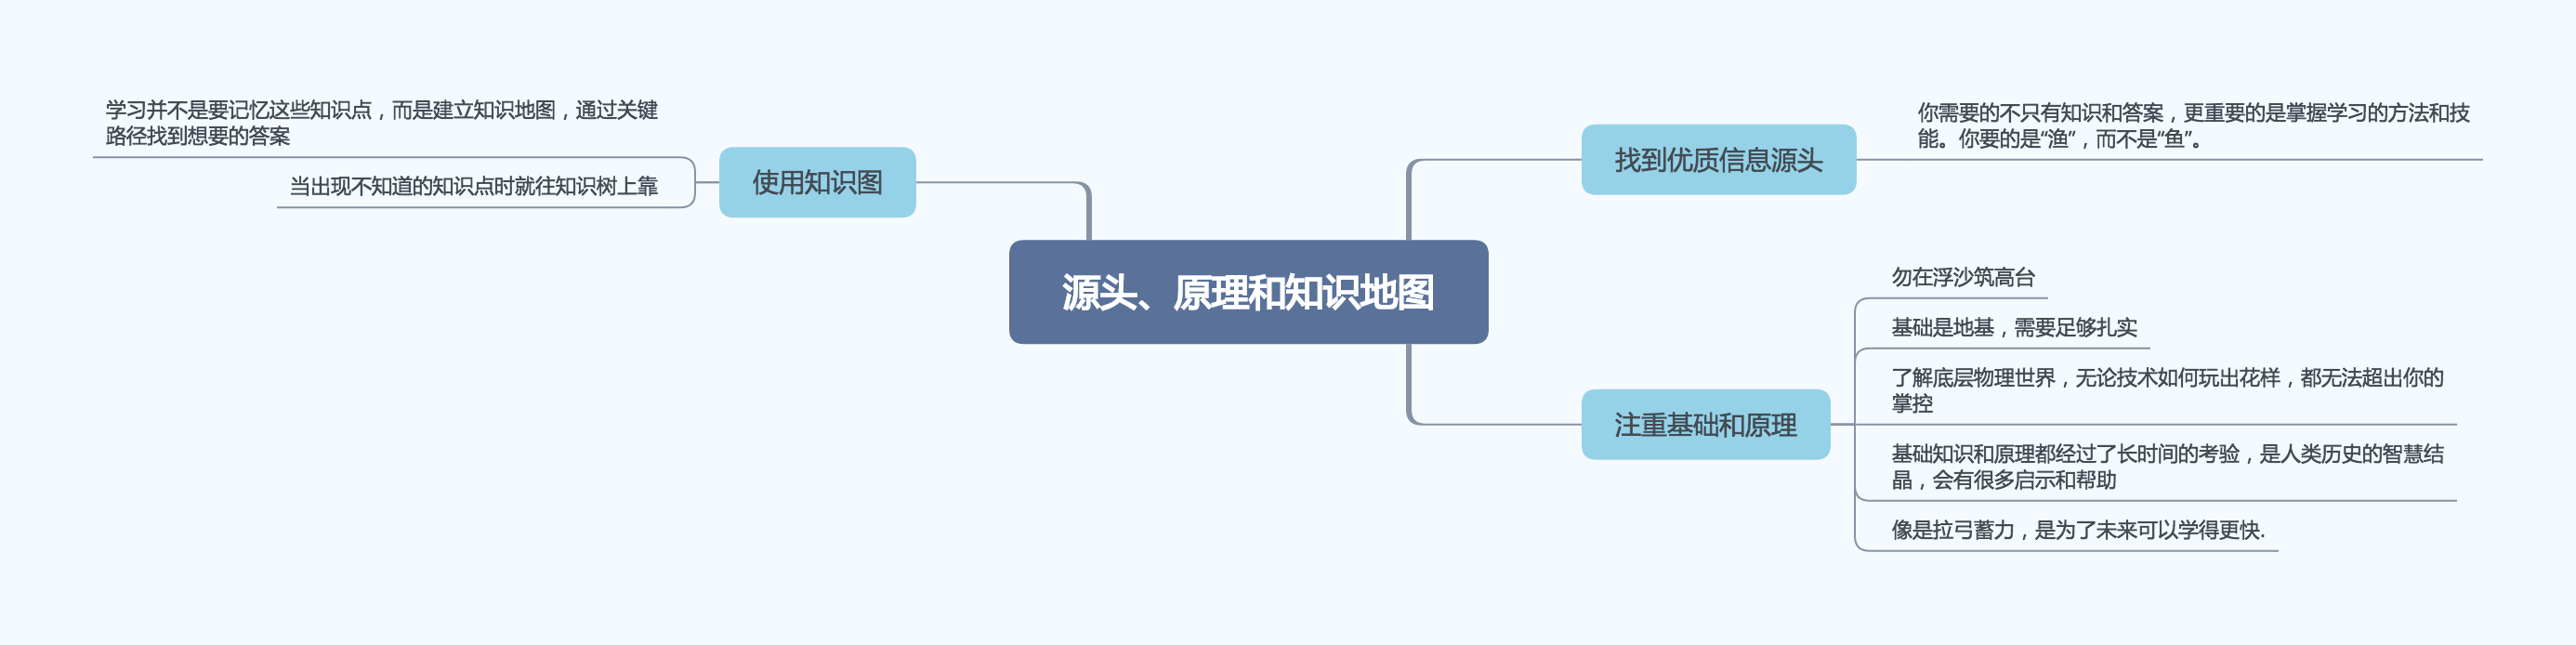 源头、原理和知识地图
找到优质信息源头
你需要的不只有知识和答案，更重要的是掌握学习的方法和技
能。你要的是“渔”，而不是“鱼”。
注重基础和原理
勿在浮沙筑高台
基础是地基，需要足够扎实
了解底层物理世界，无论技术如何玩出花样，都无法超出你的
掌控
基础知识和原理都经过了长时间的考验，是人类历史的智慧结
晶，会有很多启示和帮助
像是拉弓蓄力，是为了未来可以学得更快.
使用知识图
学习并不是要记忆这些知识点，而是建立知识地图，通过关键
路径找到想要的答案
当出现不知道的知识点时就往知识树上靠